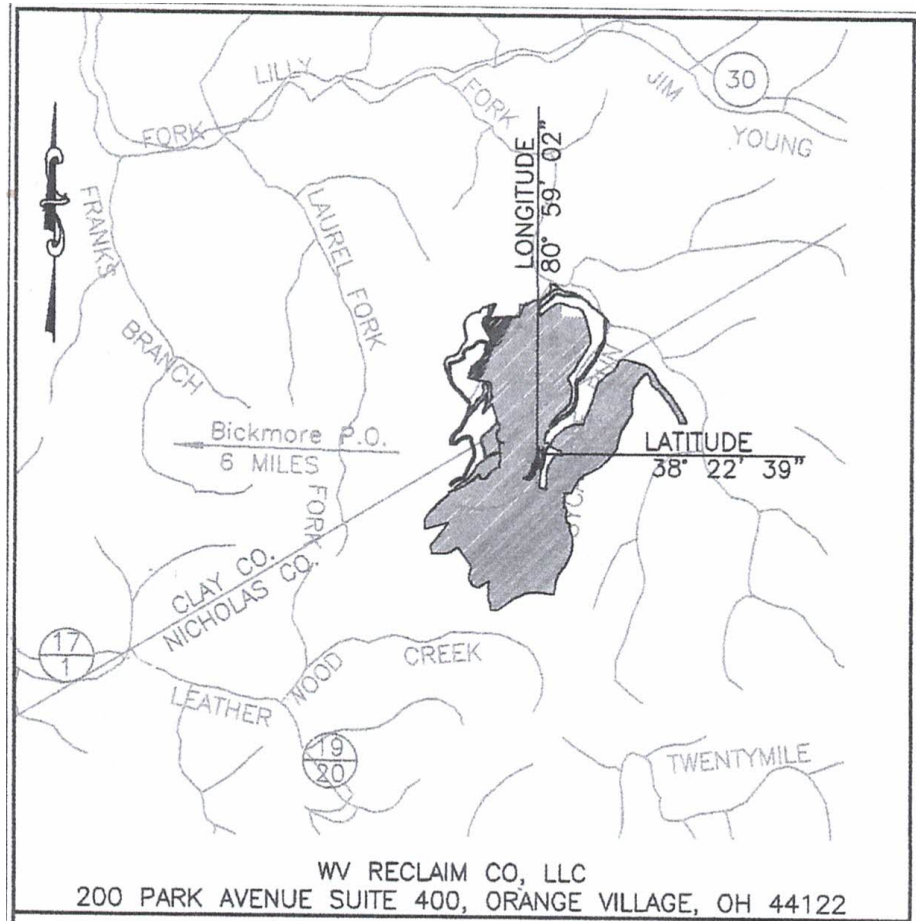 LILLY
FORK
FORK
JIM
YOUNG
30
FRANKS
BRANCH
LAUREL FORK
FORK
LONGITUDE
80° 59' 02"
LATITUDE
38° 22' 39"
Bickmore P.O.
6 MILES
CLAY CO.
NICHOLAS CO.
17
1
LEATHER
WOOD
CREEK
19
20
TWENTYMILE
WV RECLAIM CO, LLC
200 PARK AVENUE SUITE 400, ORANGE VILLAGE, OH 44122